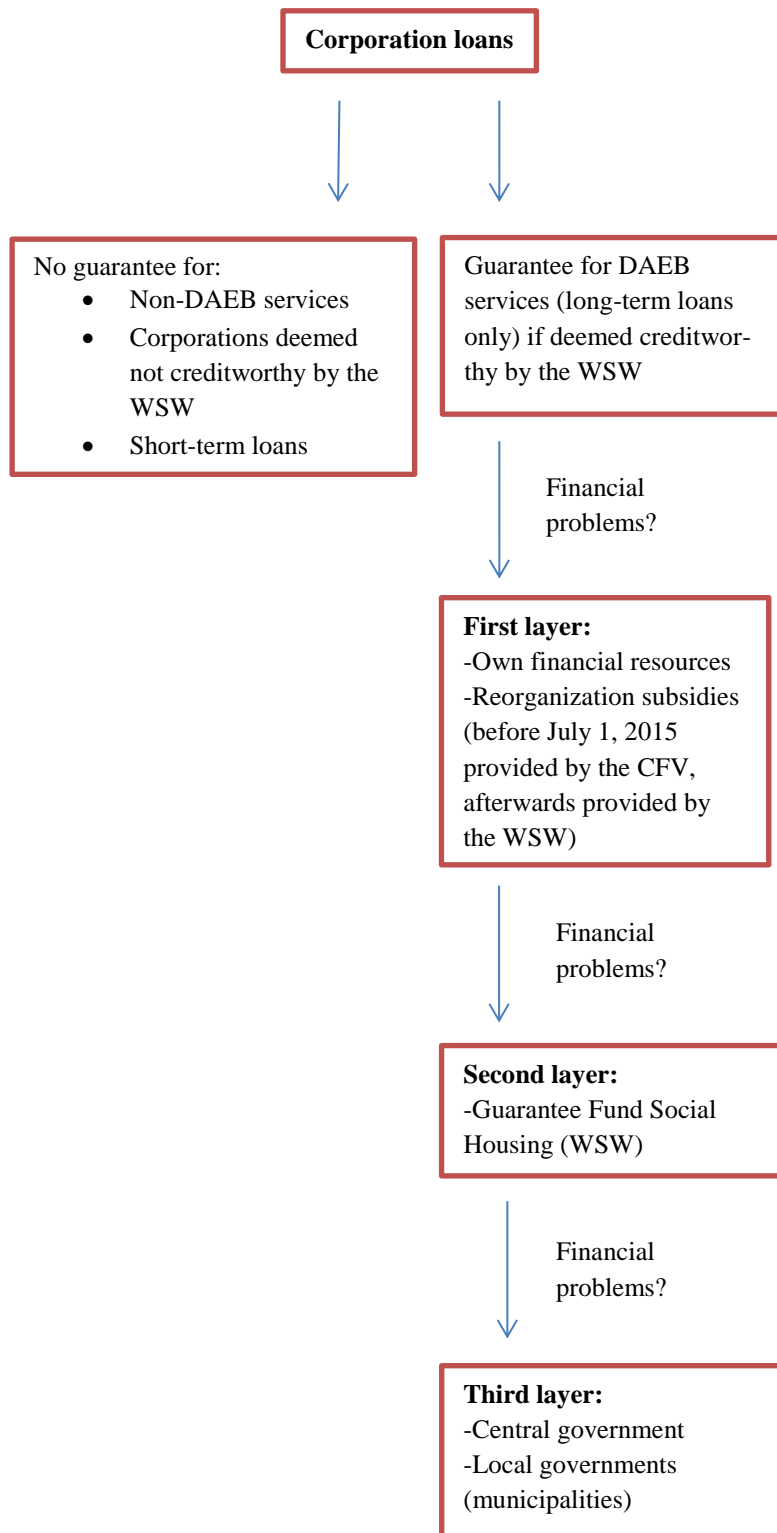 Corporation loans
No guarantee for:
• Non-DAEB services
• Corporations deemed
not creditworthy by the
WSW
• Short-term loans
Guarantee for DAEB
services (long-term loans
only) if deemed creditwor-
thy by the WSW
Financial
problems?
First layer:
-Own financial resources
-Reorganization subsidies
(before July 1, 2015
provided by the CFV,
afterwards provided by
the WSW)
Financial
problems?
Second layer:
-Guarantee Fund Social
Housing (WSW)
Financial
problems?
Third layer:
-Central government
-Local governments
(municipalities)